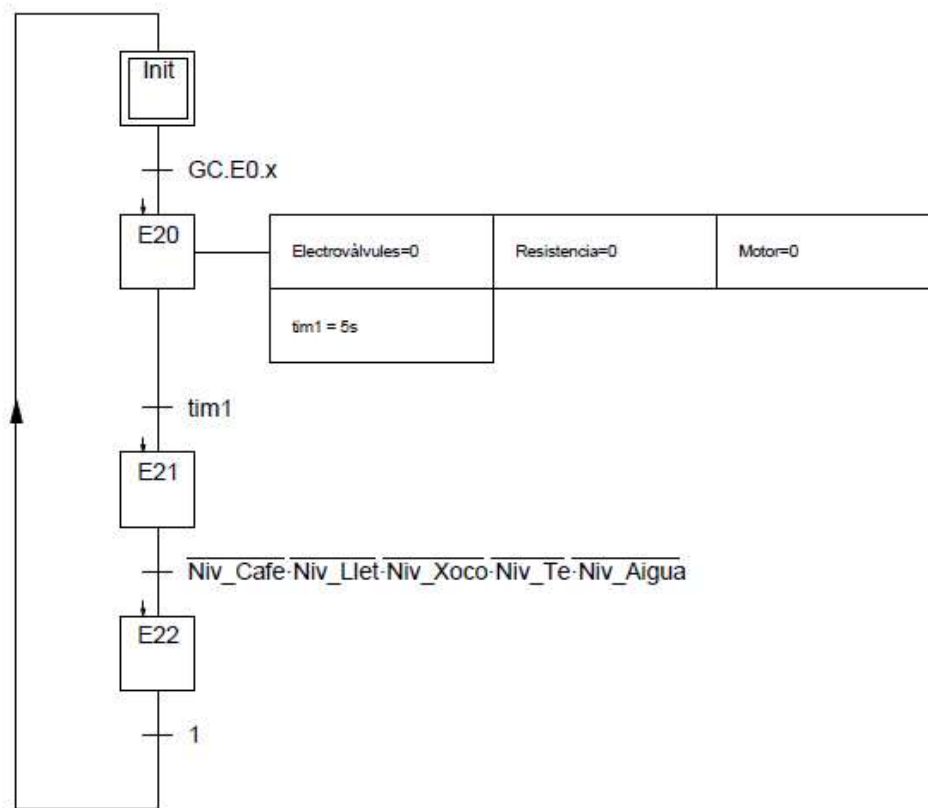 Init
GC.E0.x
E20
Electrovàlvules=0
Resistencia=0
Motor=0
tim1 = 5s
tim1
E21
Niv_Cafe·Niv_Llet·Niv_Xoco·Niv_Te·Niv_Aigua
E22
1